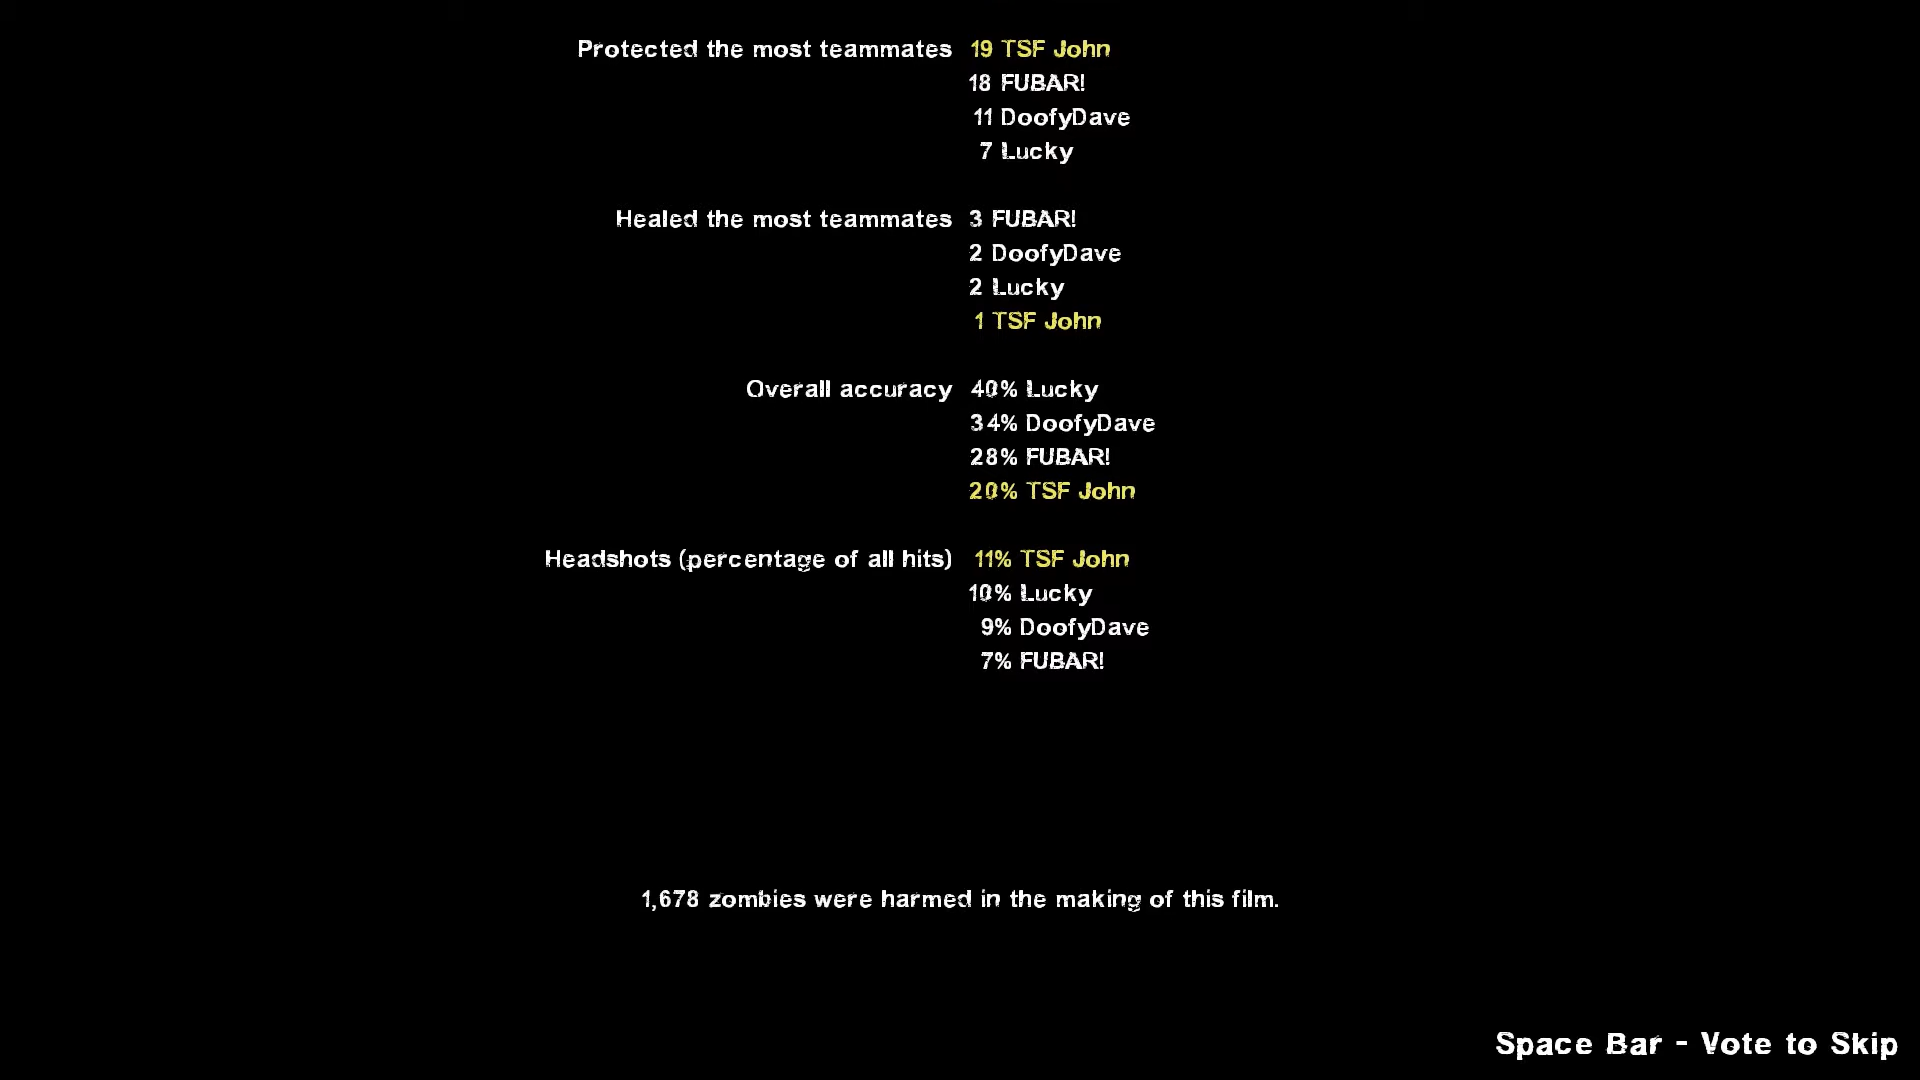 Protected the most teammates 19 TSF John
18 FUBAR!
11 DoofyDave
7 Lucky
Healed the most teammates 3 FUBAR!
2 DoofyDave
2 Lucky
1 TSF John
Overall accuracy 40% Lucky
34% DoofyDave
28% FUBAR!
20% TSF John
Headshots (percentage of all hits) 11% TSF John
10% Lucky
9% DoofyDave
7% FUBAR!
1,678 zombies were harmed in the making of this film.
Space Bar - Vote to Skip